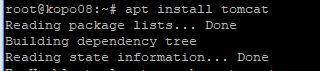 root@kopo08:~# apt install tomcat
Reading package lists... Done
Building dependency tree
Reading state information... Done